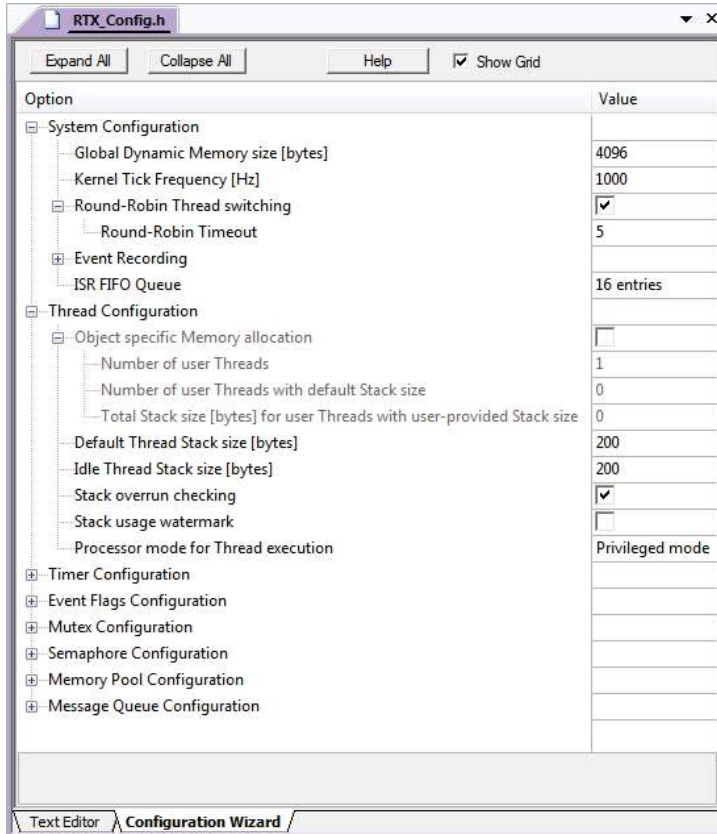 RTX_Config.h
Expand All Collapse All Help Show Grid
Option Value
System Configuration
Global Dynamic Memory size [bytes] 4096
Kernel Tick Frequency [Hz] 1000
Round-Robin Thread switching
Round-Robin Timeout 5
Event Recording
ISR FIFO Queue 16 entries
Thread Configuration
Object specific Memory allocation
Number of user Threads 1
Number of user Threads with default Stack size 0
Total Stack size [bytes] for user Threads with user-provided Stack size 0
Default Thread Stack size [bytes] 200
Idle Thread Stack size [bytes] 200
Stack overrun checking
Stack usage watermark
Processor mode for Thread execution Privileged mode
Timer Configuration
Event Flags Configuration
Mutex Configuration
Semaphore Configuration
Memory Pool Configuration
Message Queue Configuration
Text Editor Configuration Wizard